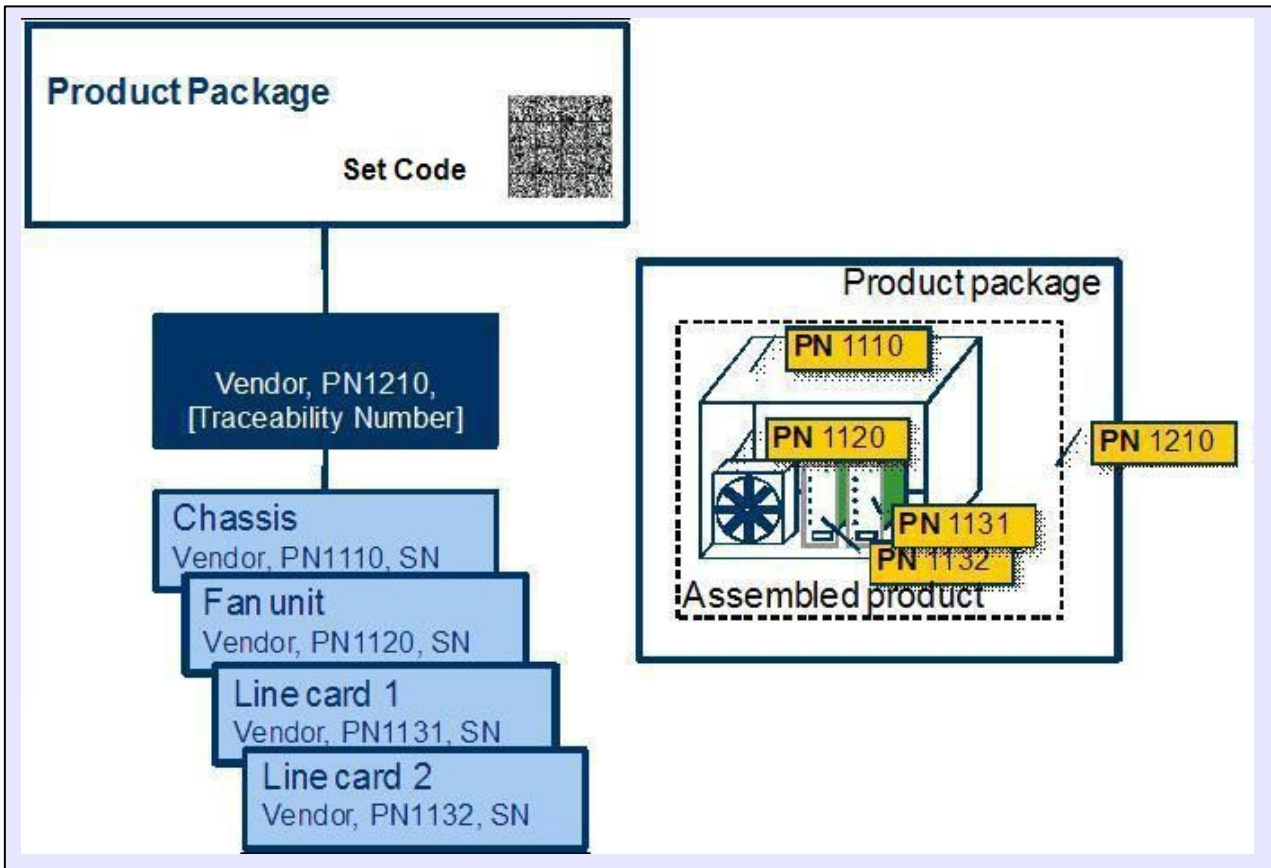 Product Package
Set Code
Vendor, PN1210,
[Traceability Number]
Chassis
Vendor, PN1110, SN
Fan unit
Vendor, PN1120, SN
Line card 1
Vendor, PN1131, SN
Line card 2
Vendor, PN1132, SN
Product package
PN 1110
PN 1120
PN 1210
PN 1131
PN 1132
Assembled product